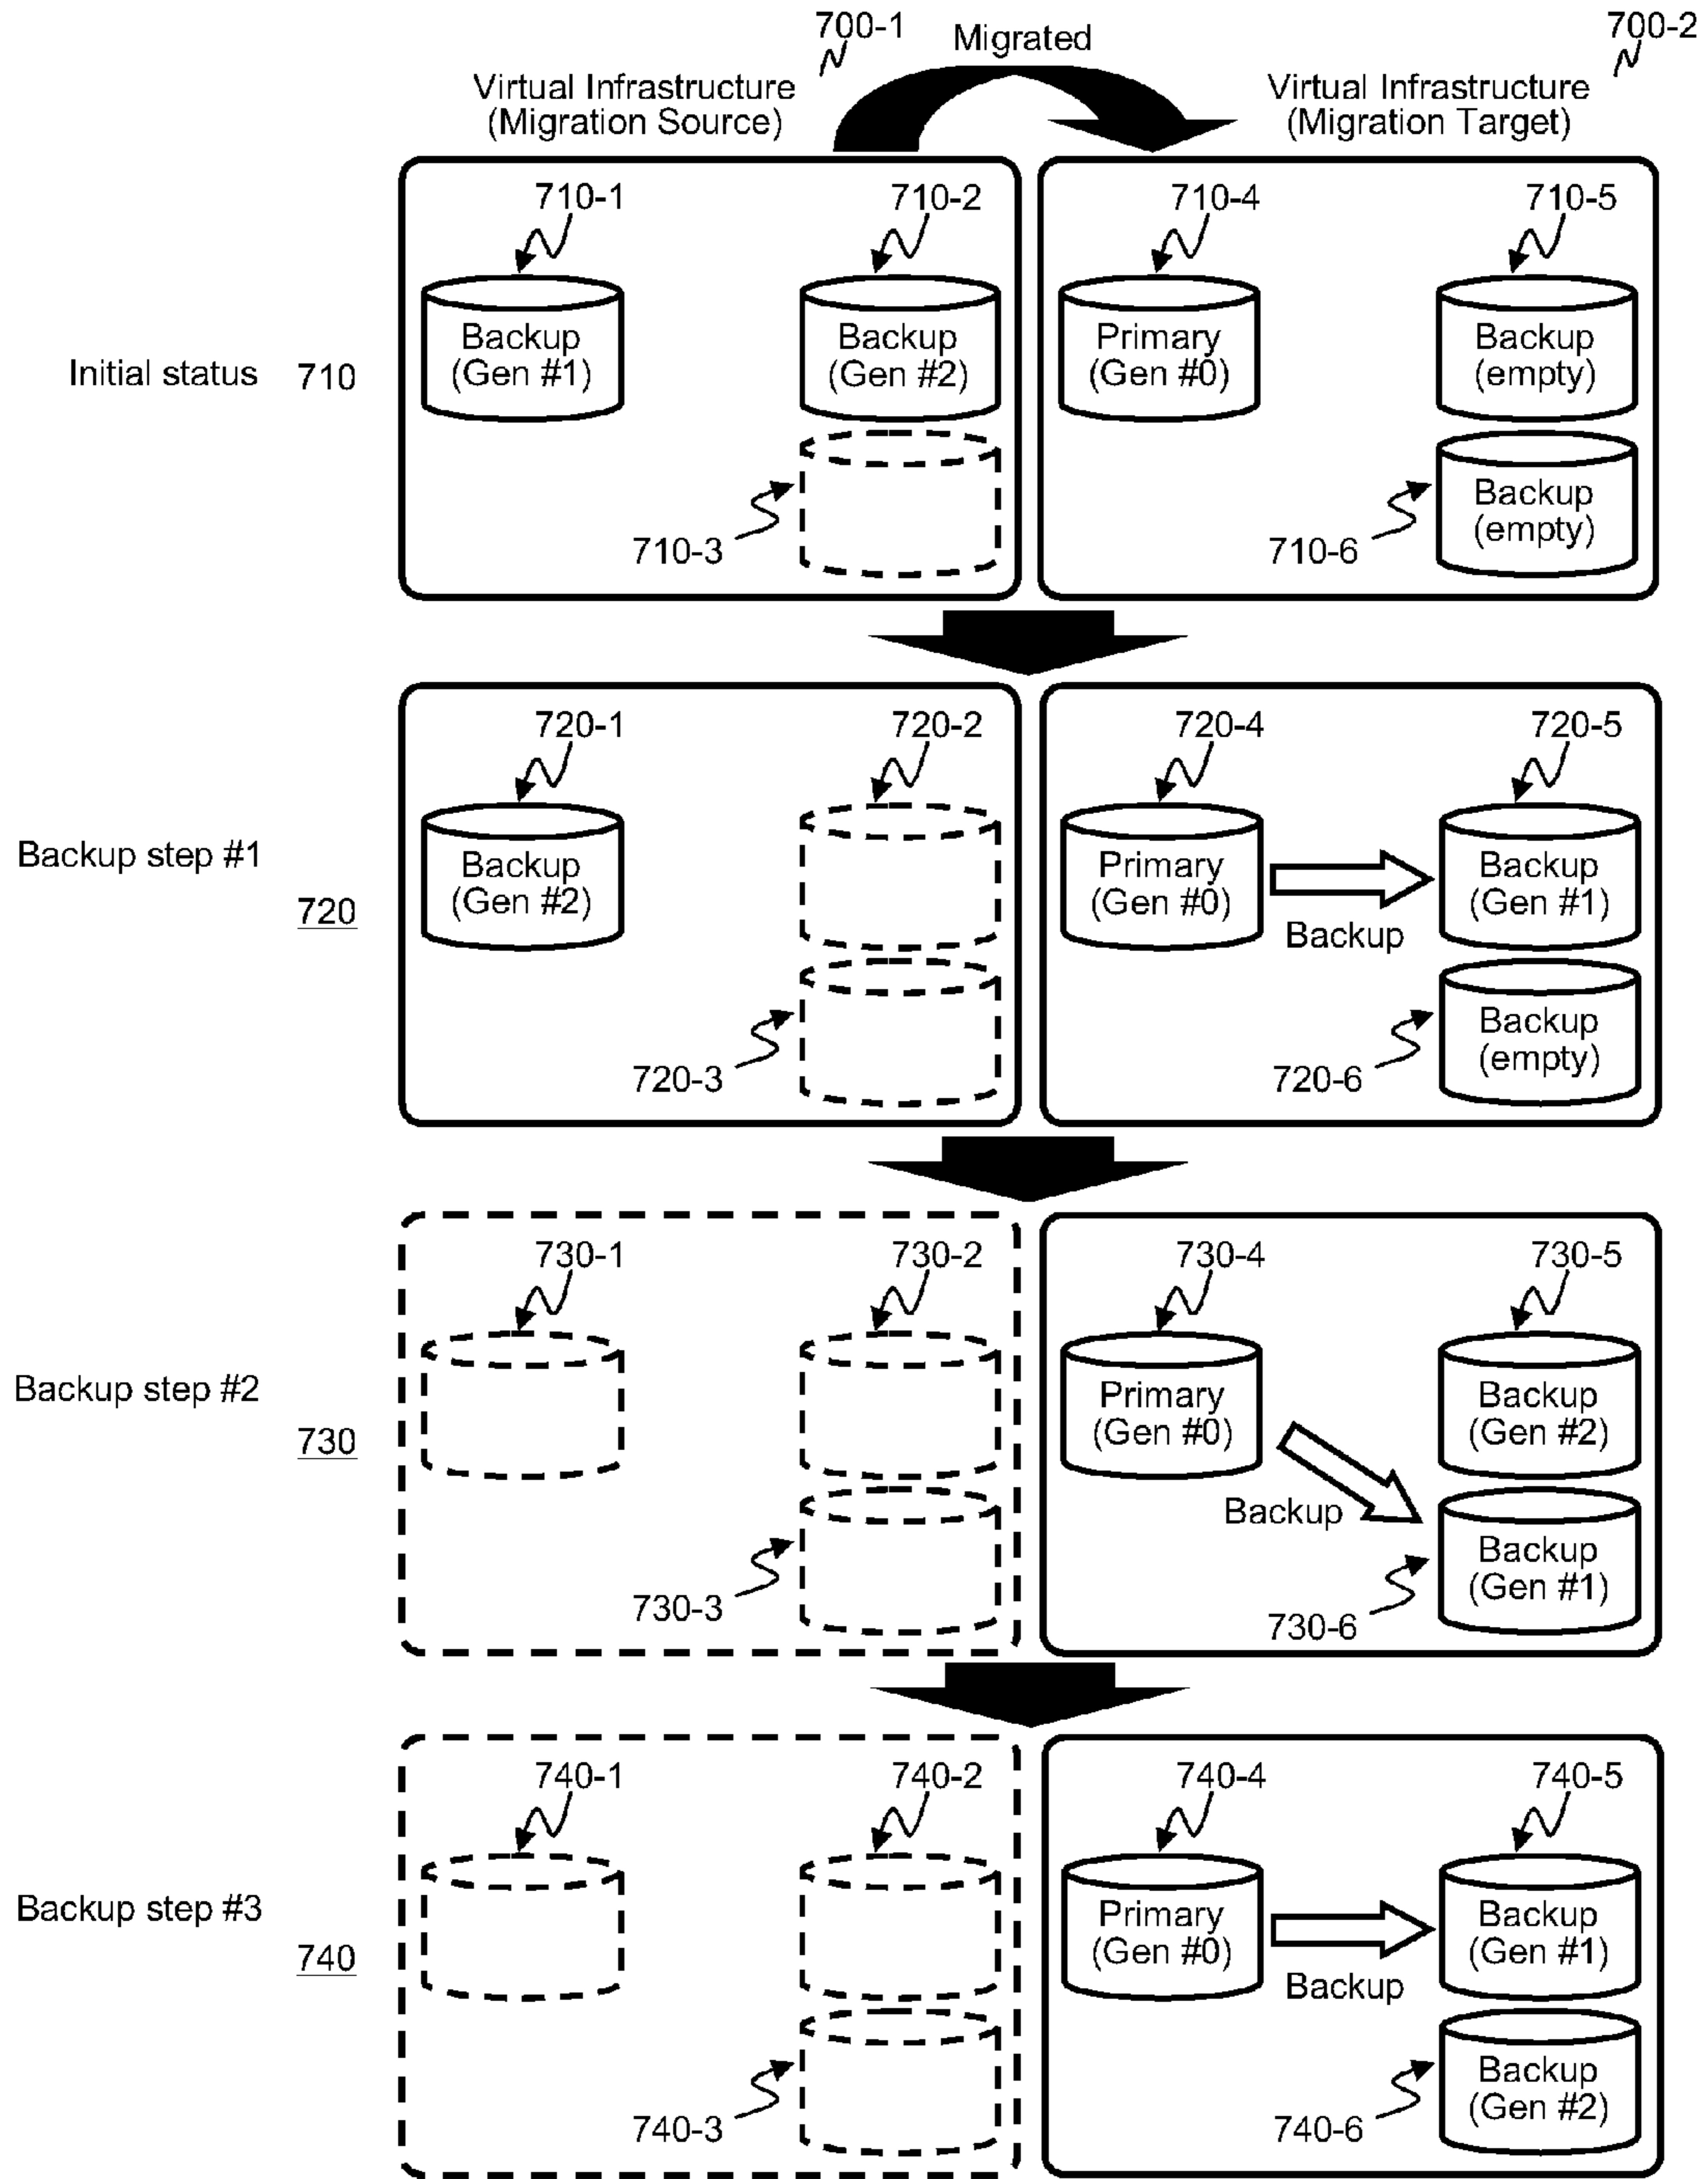 700-1
Migrated
700-2
Virtual Infrastructure
(Migration Source)
Virtual Infrastructure
(Migration Target)
710-1
710-2
710-4
710-5
Backup
(Gen #1)
Backup
(Gen #2)
Primary
(Gen #0)
Backup
(empty)
Initial status 710
Backup
(empty)
710-3
710-6
720-1
720-2
720-4
720-5
Backup step #1
720
Backup
(Gen #2)
Primary
(Gen #0)
Backup
Backup
(Gen #1)
Backup
(empty)
720-3
720-6
730-1
730-2
730-4
730-5
Backup step #2
730
Primary
(Gen #0)
Backup
(Gen #2)
Backup
Backup
(Gen #1)
730-3
730-6
740-1
740-2
740-4
740-5
Backup step #3
740
Primary
(Gen #0)
Backup
Backup
(Gen #1)
Backup
(Gen #2)
740-3
740-6